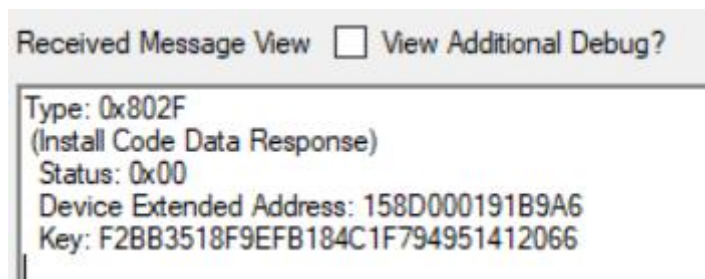 Received Message View View Additional Debug?
Type: 0x802F
(Install Code Data Response)
Status: 0x00
Device Extended Address: 158D000191B9A6
Key: F2BB3518F9EFB184C1F794951412066